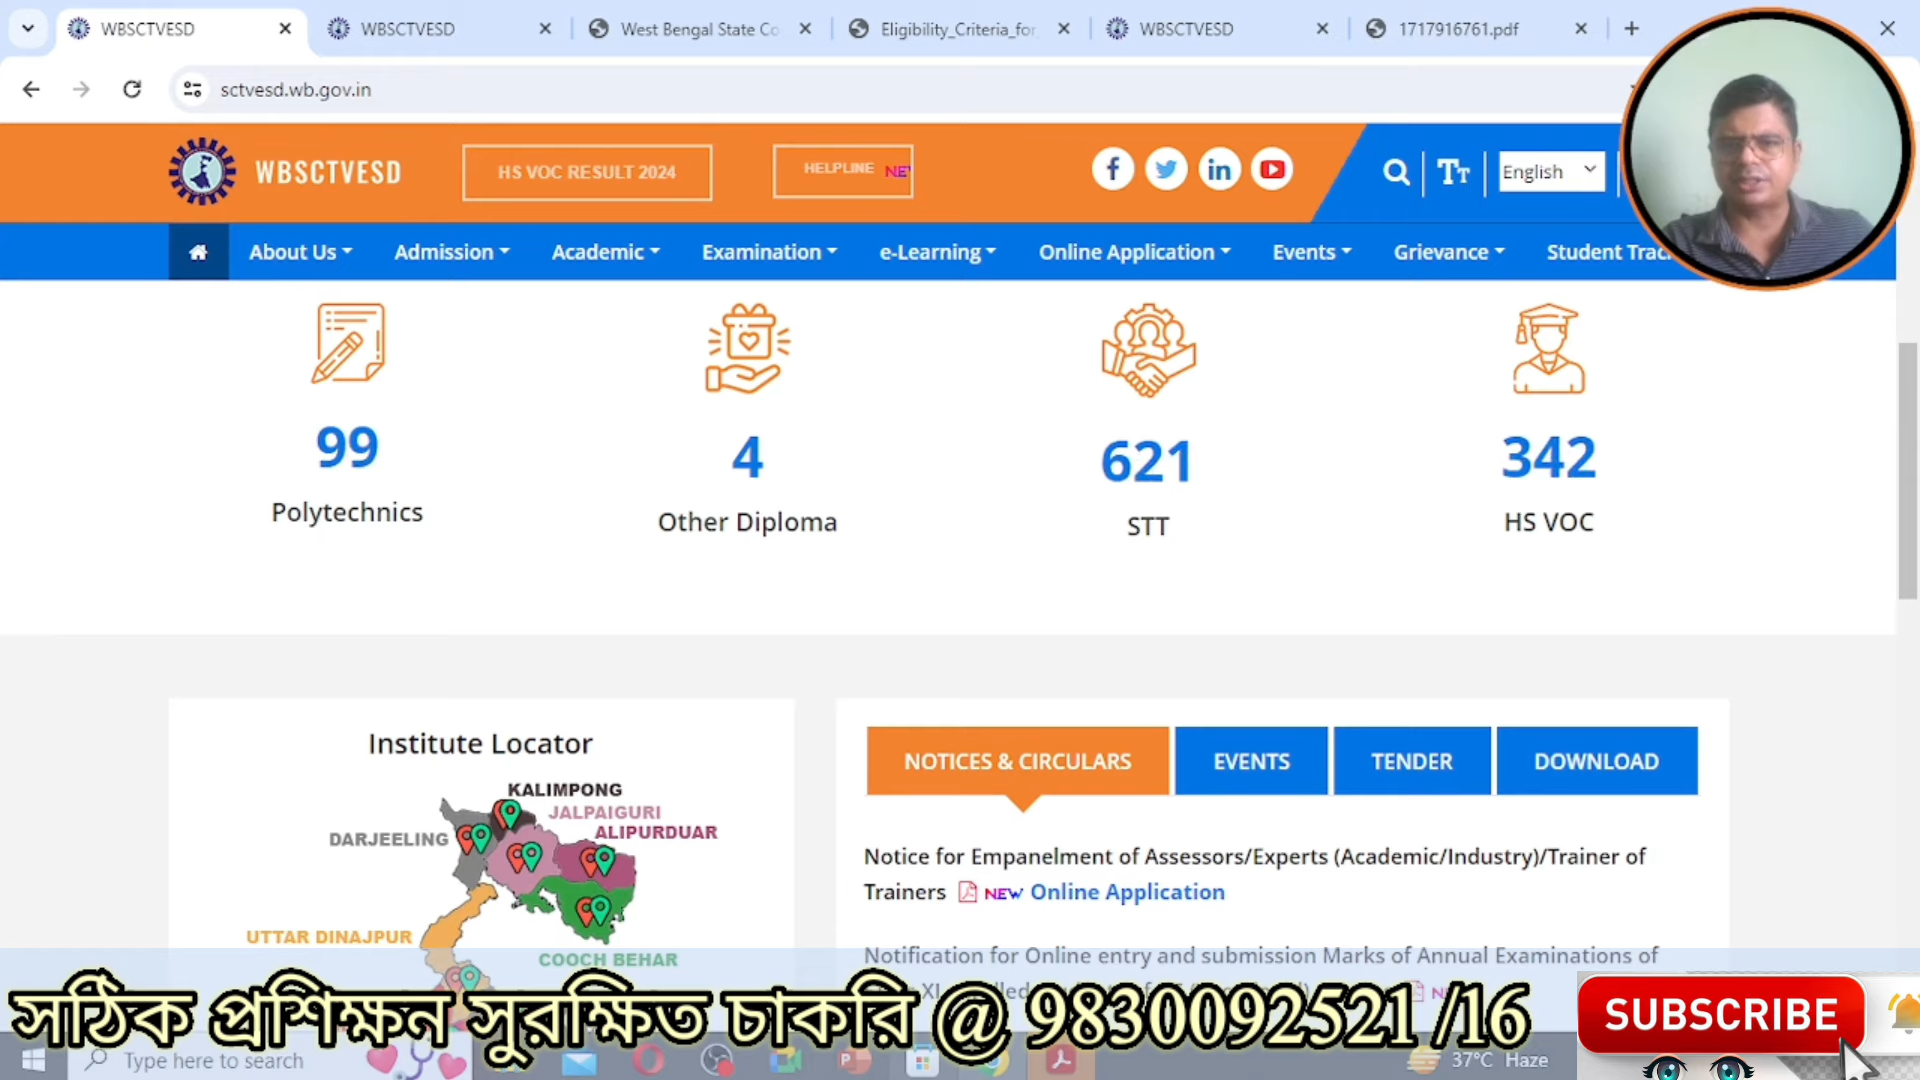 WBSCTVESD
WBSCTVESD
West Bengal State Co
Eligibility_Criteria_for
WBSCTVESD
1717916761.pdf
sctvesd.wb.gov.in
WBSCTVESD
HS VOC RESULT 2024
HELPLINE NEW
TT
English
About Us
Admission
Academic
Examination
e-Learning
Online Application
Events
Grievance
Student Trac
99
Polytechnics
4
Other Diploma
621
STT
342
HS VOC
Institute Locator
KALIMPONG
JALPAIGURI
DARJEELING
ALIPURDUAR
UTTAR DINAJPUR
COOCH BEHAR
NOTICES & CIRCULARS
EVENTS
TENDER
DOWNLOAD
Notice for Empanelment of Assessors/Experts (Academic/Industry)/Trainer of
Trainers NEW Online Application
Notification for Online entry and submission Marks of Annual Examinations of
সঠিক প্রশিক্ষন সুরক্ষিত চাকরি @ 9830092521 /16
SUBSCRIBE
Type here to search
37°C Haze